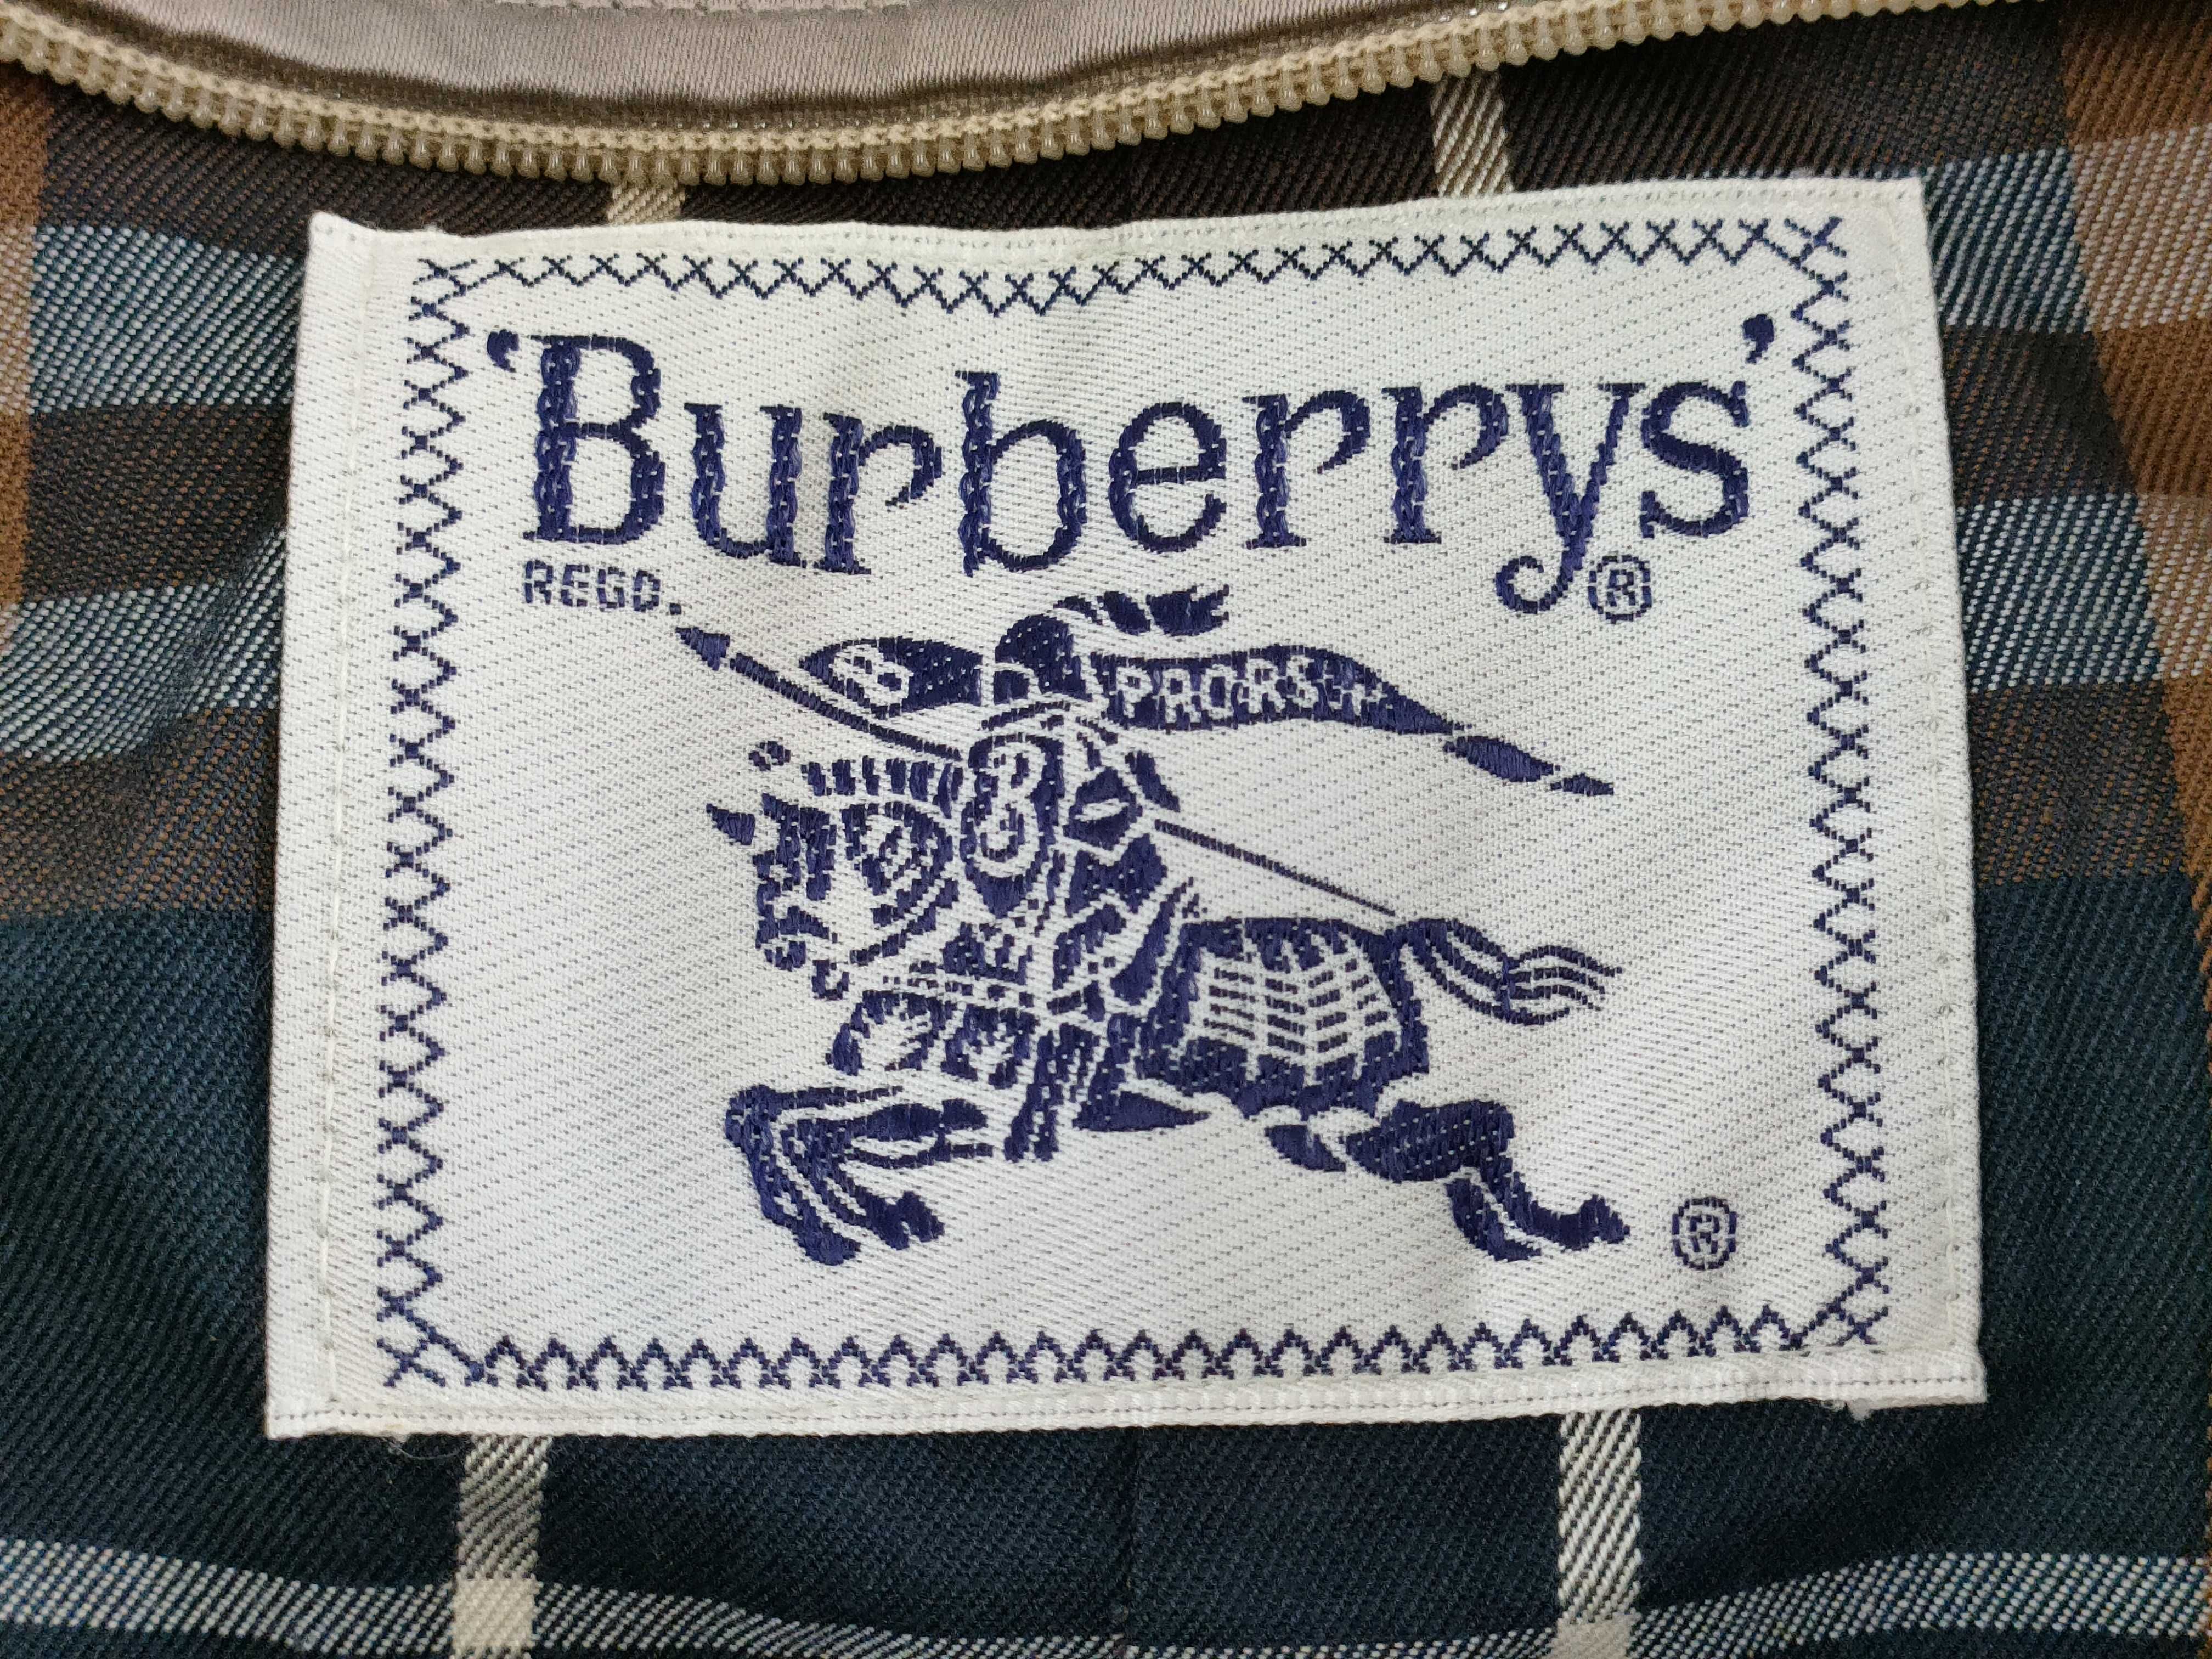 'Burberrys'
REGD. ®
B PRORSUM
B
®